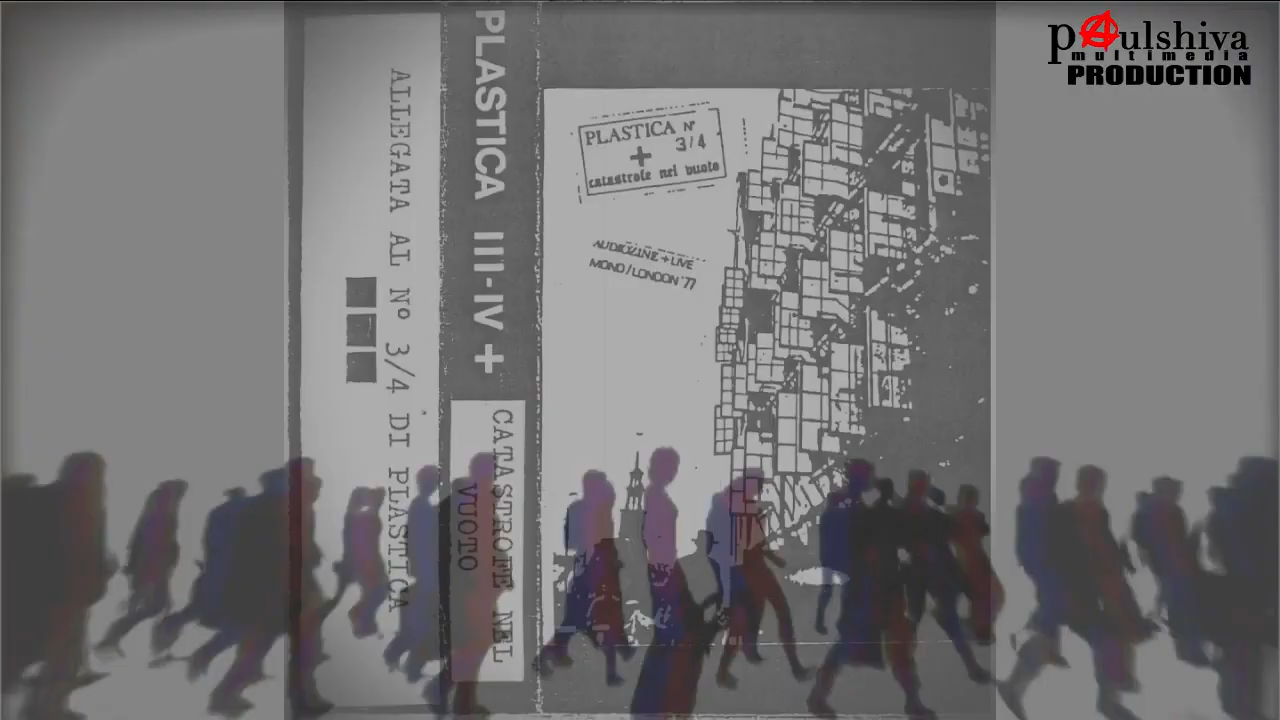 pAulshiva
multimedia
PRODUCTION
ALLEGATA AL Nº 3/4 DI PLASTICA
PLASTICA III-IV +
CATASTROFE NEL
VUOTO
PLASTICA Nº
3/4
+
catastrofe nel vuoto
AUDIOZINE + LIVE
MONO/LONDON '77